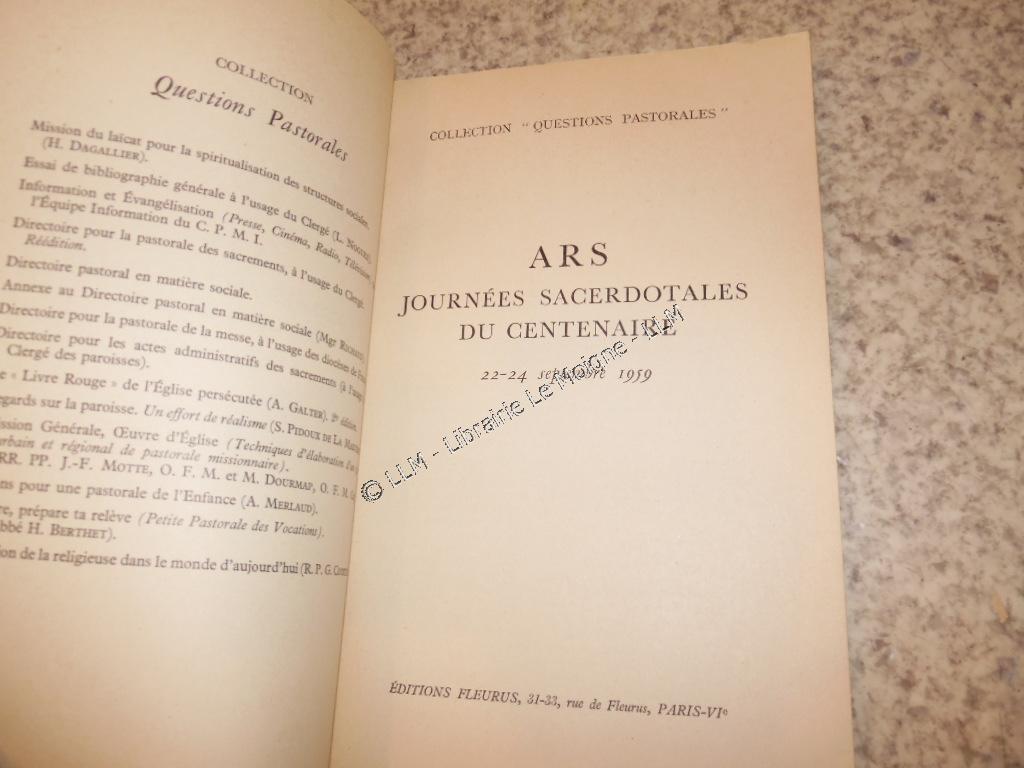 COLLECTION
Questions Pastorales
Mission du laïcat pour la spiritualisation des structures sociales
(H. DAGALLIER).
Essai de bibliographie générale à l'usage du Clergé (L.
Information et Évangélisation (Presse, Cinéma, Radio,
l'Équipe Information du C. P. M. I.
Directoire pour la pastorale des sacrements, à l'usage du Clergé.
Réédition.
Directoire pastoral en matière sociale.
Annexe au Directoire pastoral en matière sociale (Mgr
Directoire pour la pastorale de la messe, à l'usage des diocèses de
Directoire pour les actes administratifs des sacrements (à
Clergé des paroisses).
e « Livre Rouge » de l'Église persécutée (A. GALTER). 2e édition.
egards sur la paroisse. Un effort de réalisme (S. PIDOUX DE LA
ission Générale, Œuvre d'Église (Techniques d'élaboration
urbain et régional de pastorale missionnaire).
RR. PP. J.-F. MOTTE, O. F. M. et M. DOURMAP, O. F. M.
ns pour une pastorale de l'Enfance (A. MERLAUD).
re, prépare ta relève (Petite Pastorale des Vocations).
bbé H. BERTHET).
ion de la religieuse dans le monde d'aujourd'hui (R. P. G.
COLLECTION " QUESTIONS PASTORALES "
ARS
JOURNÉES SACERDOTALES
DU CENTENAIRE
22-24 septembre 1959
© LLM - Librairie Le Moigne - LLM
ÉDITIONS FLEURUS, 31-33, rue de Fleurus, PARIS-VIe